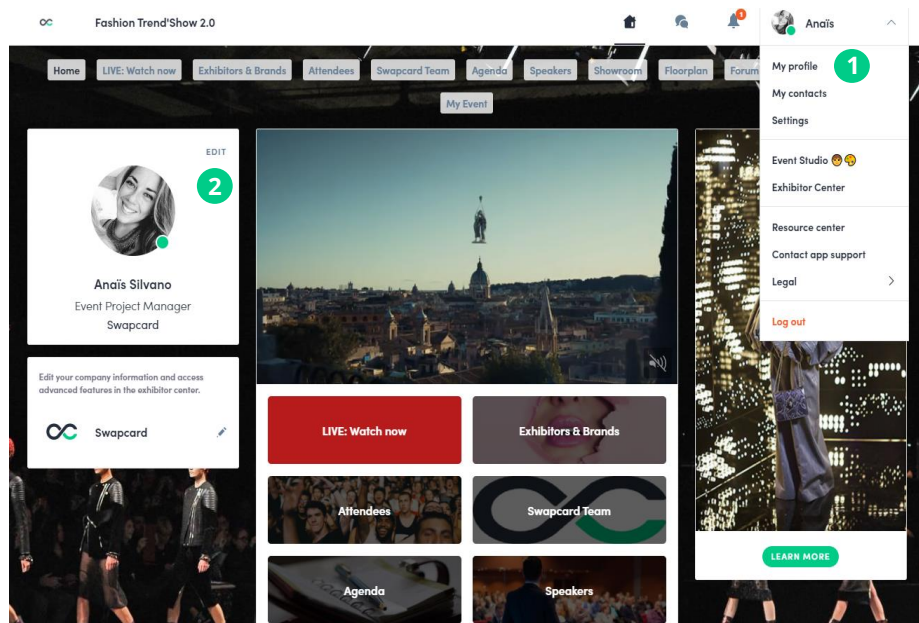 Fashion Trend'Show 2.0
1
Anaïs
Home
LIVE: Watch now
Exhibitors & Brands
Attendees
Swapcard Team
Agenda
Speakers
Showroom
Floorplan
Forum
My Event
My profile
1
My contacts
Settings
Event Studio 👨🎨
Exhibitor Center
Resource center
Contact app support
Legal
Log out
EDIT
2
Anaïs Silvano
Event Project Manager
Swapcard
Edit your company information and access
advanced features in the exhibitor center.
Swapcard
LIVE: Watch now
Exhibitors & Brands
Attendees
Swapcard Team
Agenda
Speakers
LEARN MORE